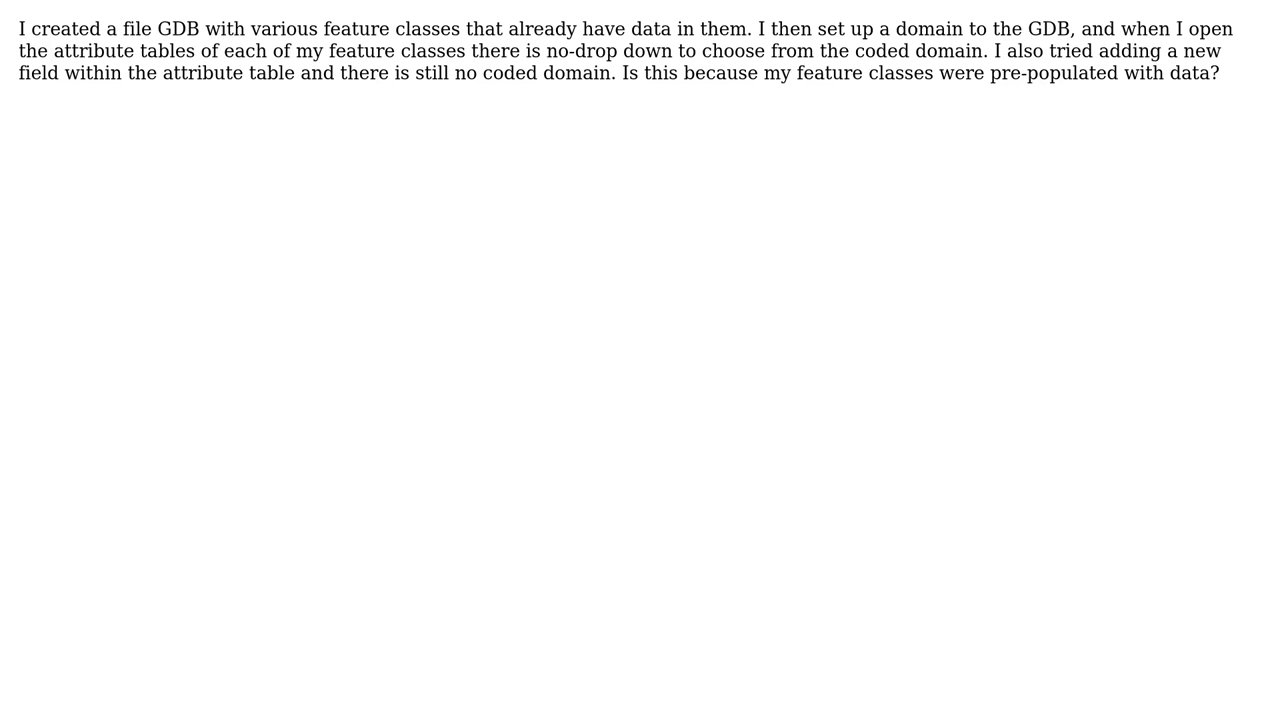 I created a file GDB with various feature classes that already have data in them. I then set up a domain to the GDB, and when I open
the attribute tables of each of my feature classes there is no-drop down to choose from the coded domain. I also tried adding a new
field within the attribute table and there is still no coded domain. Is this because my feature classes were pre-populated with data?